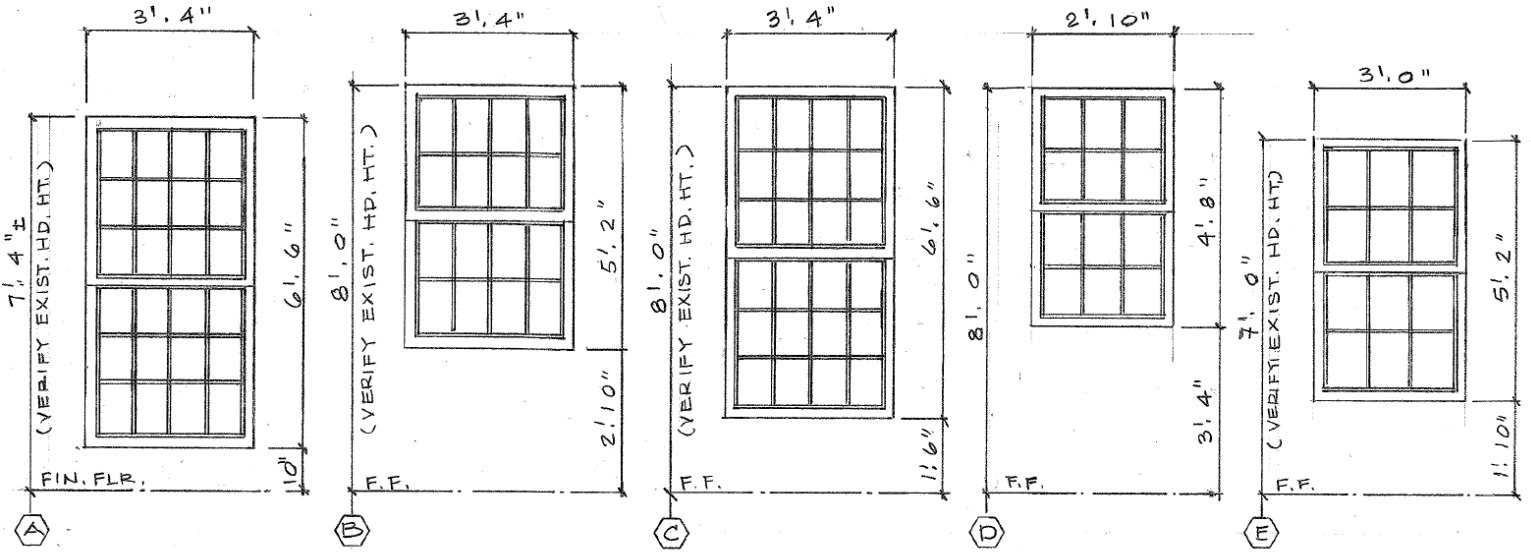 3'. 4"
7'. 4"±
(VERIFY EXIST. HD. HT.)
6'. 6"
10"
FIN. FLR.
A
3'. 4"
8'. 0"
(VERIFY EXIST. HD. HT.)
5'. 2"
2'. 10"
F.F.
B
3'. 4"
8'. 0"
(VERIFY EXIST. HD. HT.)
6'. 6"
1'. 6"
F.F.
C
2'. 10"
8'. 0"
4'. 8"
3'. 4"
F.F.
D
3'. 0"
7'. 0"
(VERIFY EXIST. HD. HT.)
5'. 2"
1'. 10"
F.F.
E